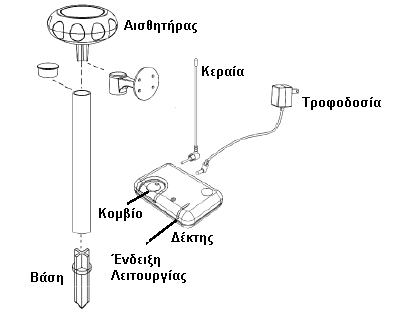 Αισθητήρας
Κεραία
Τροφοδοσία
Κομβίο
Δέκτης
Ένδειξη
Λειτουργίας
Βάση